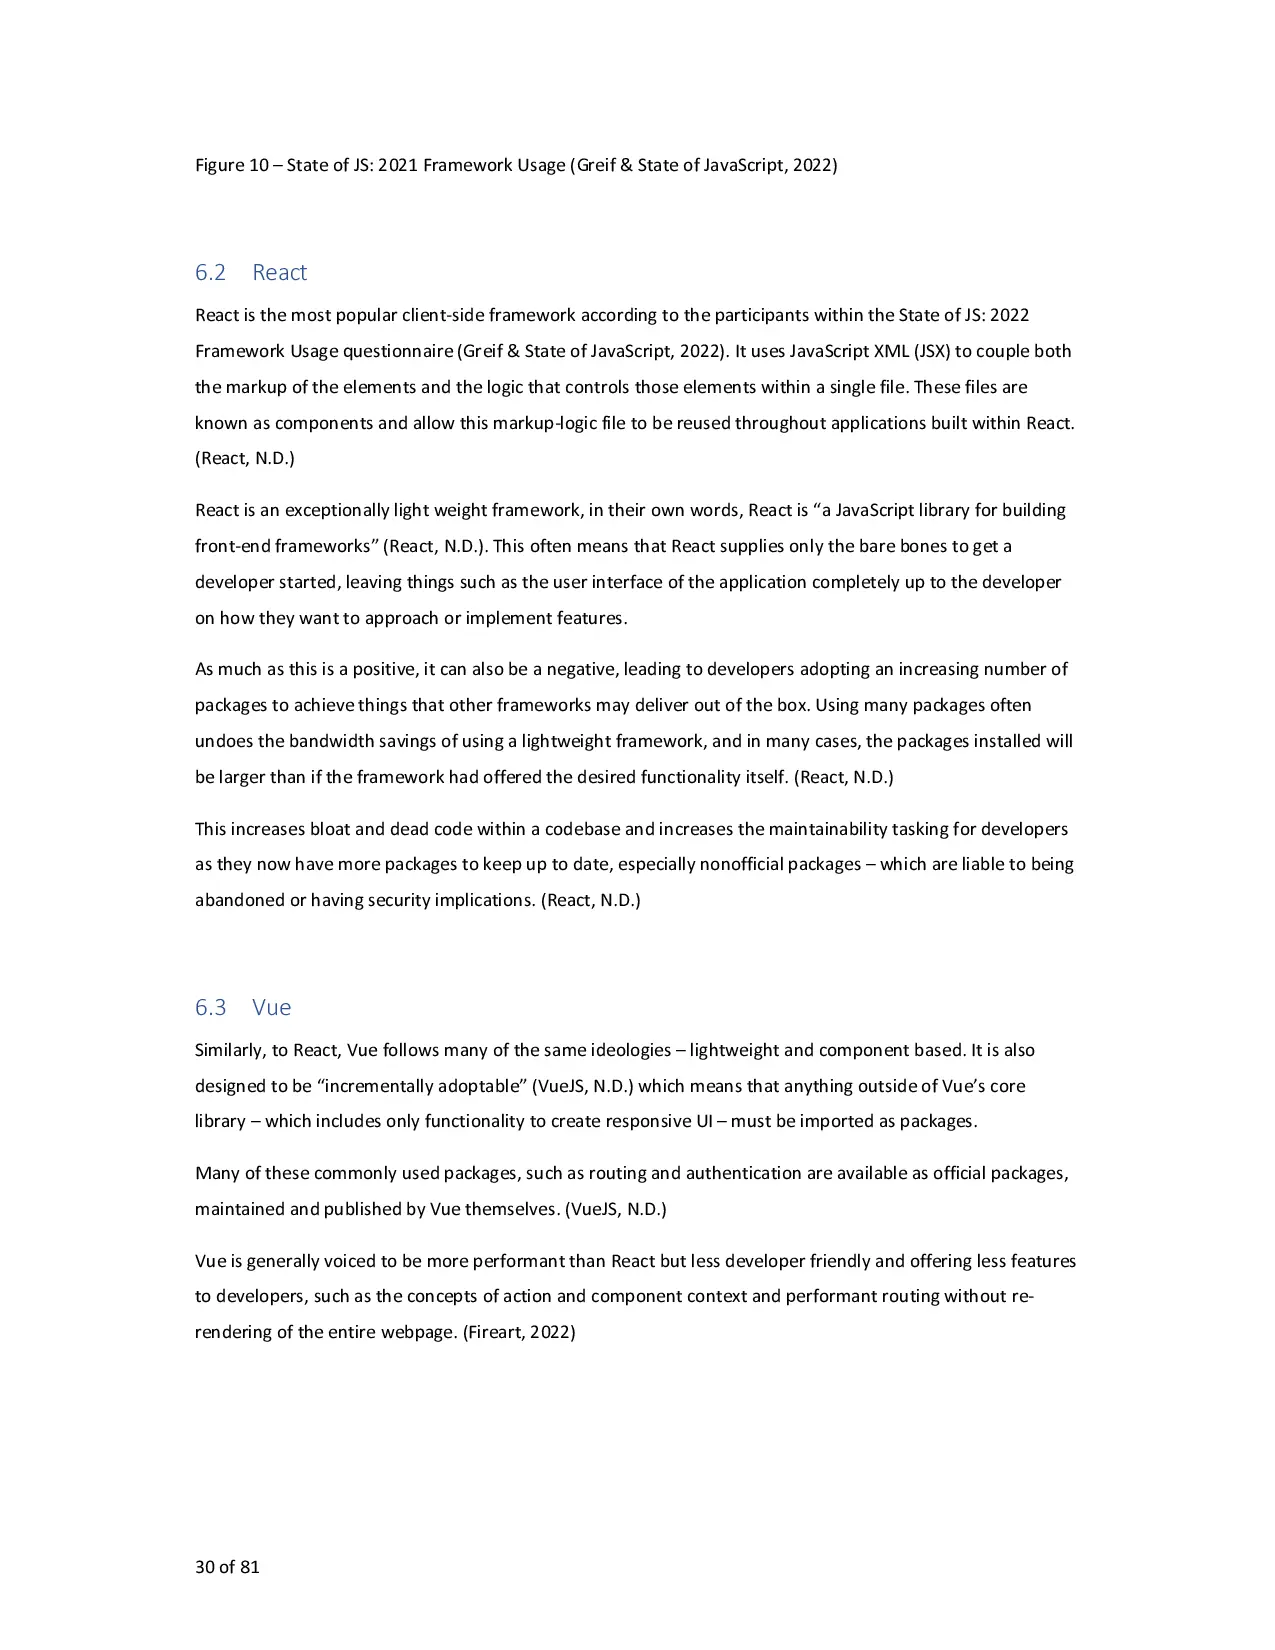 Figure 10 – State of JS: 2021 Framework Usage (Greif & State of JavaScript, 2022)
6.2 React
React is the most popular client-side framework according to the participants within the State of JS: 2022
Framework Usage questionnaire (Greif & State of JavaScript, 2022). It uses JavaScript XML (JSX) to couple both
the markup of the elements and the logic that controls those elements within a single file. These files are
known as components and allow this markup-logic file to be reused throughout applications built within React.
(React, N.D.)
React is an exceptionally light weight framework, in their own words, React is “a JavaScript library for building
front-end frameworks” (React, N.D.). This often means that React supplies only the bare bones to get a
developer started, leaving things such as the user interface of the application completely up to the developer
on how they want to approach or implement features.
As much as this is a positive, it can also be a negative, leading to developers adopting an increasing number of
packages to achieve things that other frameworks may deliver out of the box. Using many packages often
undoes the bandwidth savings of using a lightweight framework, and in many cases, the packages installed will
be larger than if the framework had offered the desired functionality itself. (React, N.D.)
This increases bloat and dead code within a codebase and increases the maintainability tasking for developers
as they now have more packages to keep up to date, especially nonofficial packages – which are liable to being
abandoned or having security implications. (React, N.D.)
6.3 Vue
Similarly, to React, Vue follows many of the same ideologies – lightweight and component based. It is also
designed to be “incrementally adoptable” (VueJS, N.D.) which means that anything outside of Vue’s core
library – which includes only functionality to create responsive UI – must be imported as packages.
Many of these commonly used packages, such as routing and authentication are available as official packages,
maintained and published by Vue themselves. (VueJS, N.D.)
Vue is generally voiced to be more performant than React but less developer friendly and offering less features
to developers, such as the concepts of action and component context and performant routing without re-
rendering of the entire webpage. (Fireart, 2022)
30 of 81